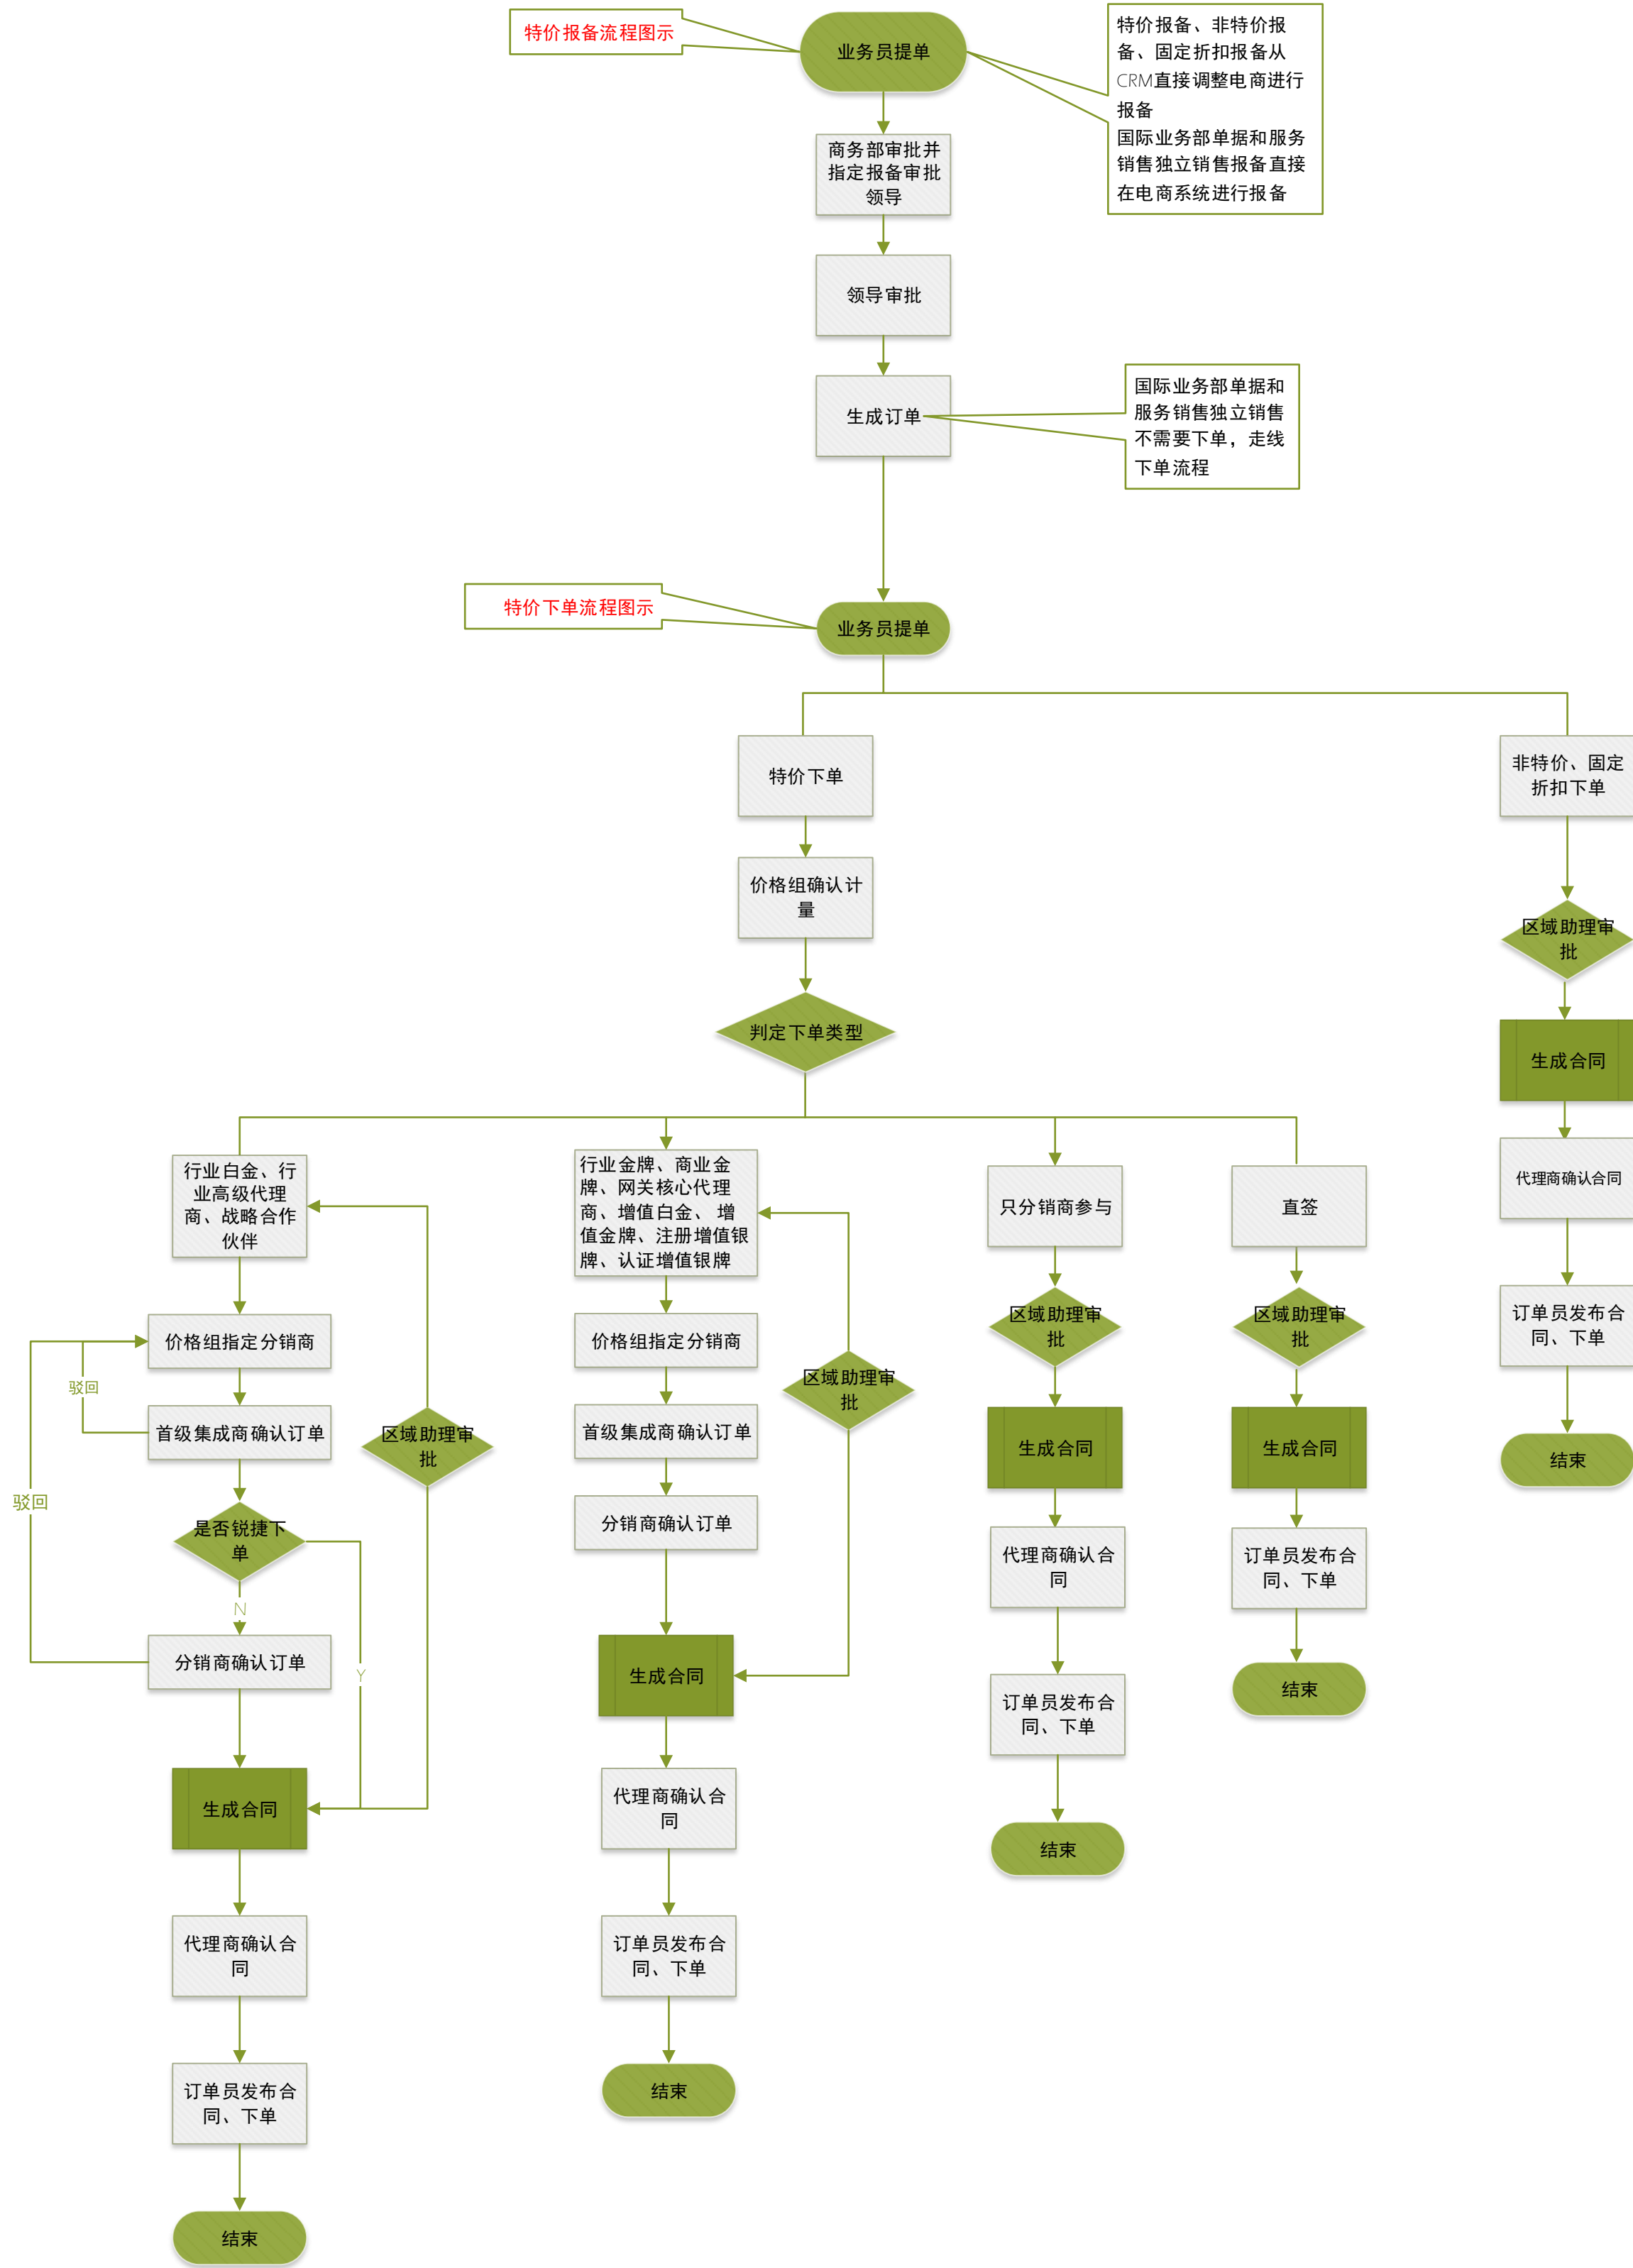 特价报备流程图示
业务员提单
特价报备、非特价报
备、固定折扣报备从
CRM直接调整电商进行
报备
国际业务部单据和服务
销售独立销售报备直接
在电商系统进行报备
商务部审批并
指定报备审批
领导
领导审批
生成订单
国际业务部单据和
服务销售独立销售
不需要下单，走线
下单流程
特价下单流程图示
业务员提单
特价下单
价格组确认计
量
判定下单类型
非特价、固定
折扣下单
区域助理审
批
生成合同
代理商确认合同
订单员发布合
同、下单
结束
行业白金、行
业高级代理
商、战略合作
伙伴
价格组指定分销商
驳回
首级集成商确认订单
驳回
是否锐捷下
单
N
Y
分销商确认订单
区域助理审
批
生成合同
代理商确认合
同
订单员发布合
同、下单
结束
行业金牌、商业金
牌、网关核心代理
商、增值白金、增
值金牌、注册增值银
牌、认证增值银牌
价格组指定分销商
首级集成商确认订单
分销商确认订单
区域助理审
批
生成合同
代理商确认合
同
订单员发布合
同、下单
结束
只分销商参与
区域助理审
批
生成合同
代理商确认合
同
订单员发布合
同、下单
结束
直签
区域助理审
批
生成合同
订单员发布合
同、下单
结束